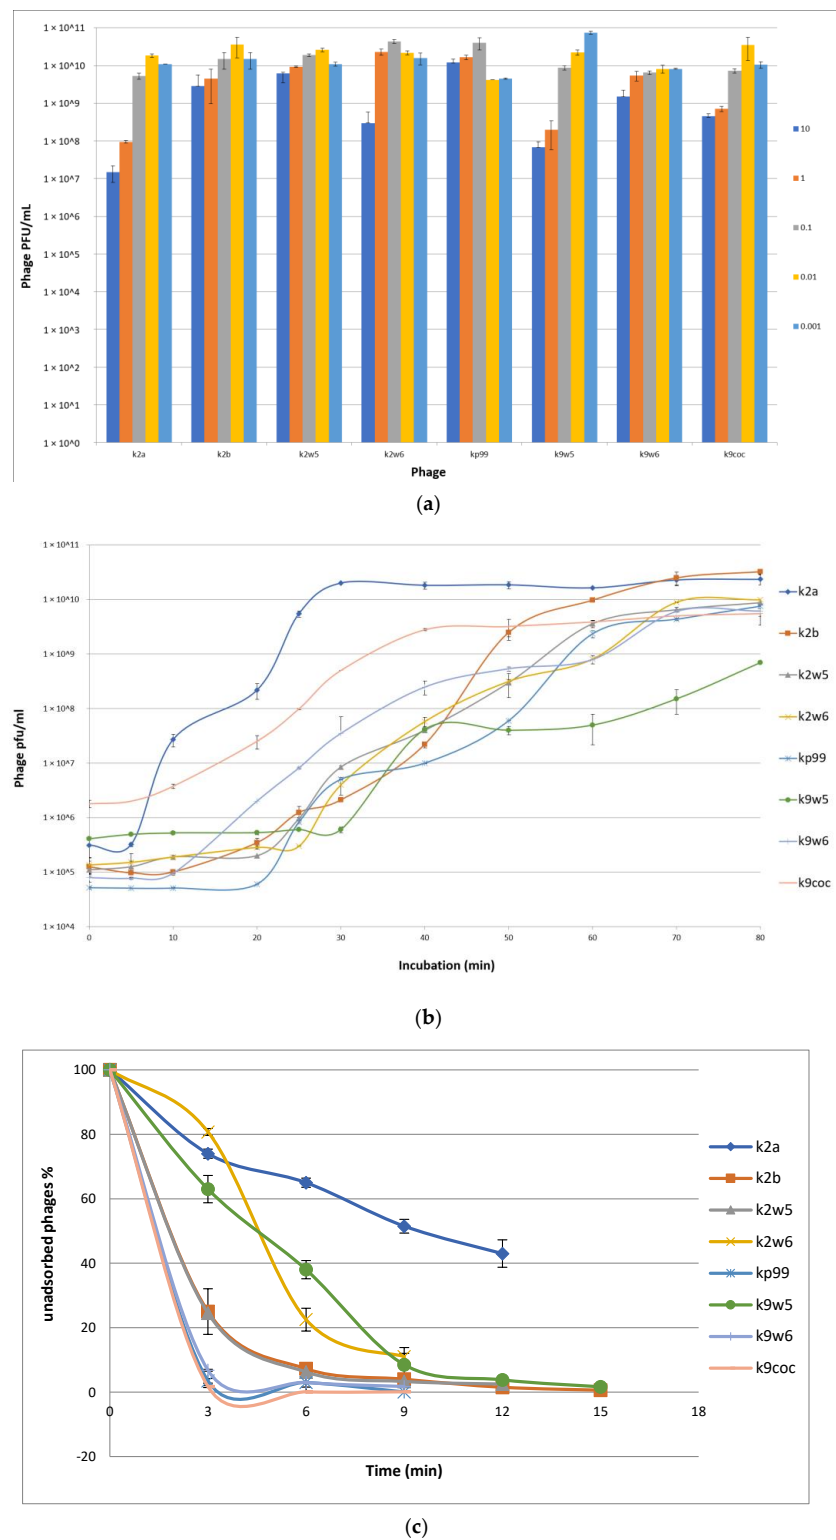 1 × 10^11
1 × 10^10
1 × 10^9
1 × 10^8
1 × 10^7
1 × 10^6
1 × 10^5
1 × 10^4
1 × 10^3
1 × 10^2
1 × 10^1
1 × 10^0
Phage PFU/mL
k2a k2b k2w5 k2w6 kp99 k9w5 k9w6 k9coc
Phage
10
1
0.1
0.01
0.001
(a)
1 × 10^11
1 × 10^10
1 × 10^9
1 × 10^8
1 × 10^7
1 × 10^6
1 × 10^5
1 × 10^4
Phage pfu/ml
0 10 20 30 40 50 60 70 80
Incubation (min)
k2a
k2b
k2w5
k2w6
kp99
k9w5
k9w6
k9coc
(b)
100
80
60
40
20
0
-20
unadsorbed phages %
0 3 6 9 12 15 18
Time (min)
k2a
k2b
k2w5
k2w6
kp99
k9w5
k9w6
k9coc
(c)